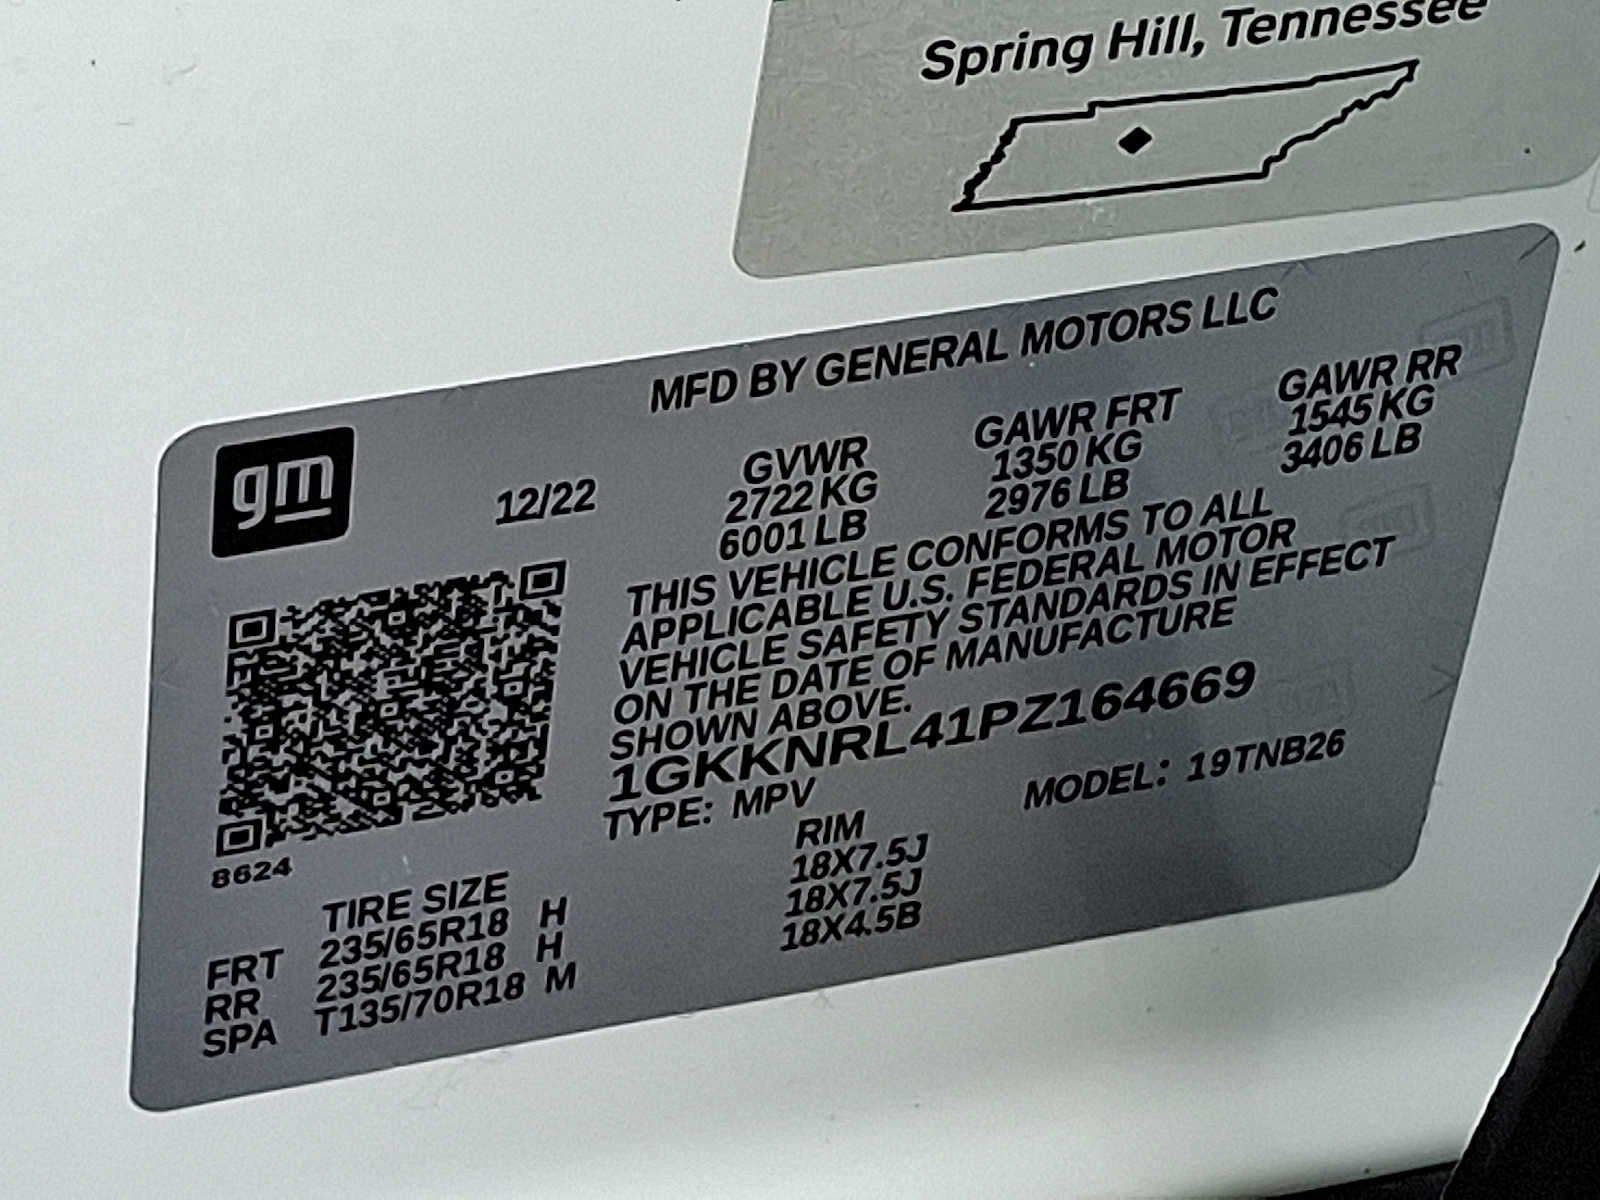 Spring Hill, Tennessee
MFD BY GENERAL MOTORS LLC
gm
12/22
GVWR GAWR FRT GAWR RR
2722 KG 1350 KG 1545 KG
6001 LB 2976 LB 3406 LB
THIS VEHICLE CONFORMS TO ALL
APPLICABLE U.S. FEDERAL MOTOR
VEHICLE SAFETY STANDARDS IN EFFECT
ON THE DATE OF MANUFACTURE
SHOWN ABOVE.
1GKKNRL41PZ164669
TYPE: MPV MODEL: 19TNB26
8624
TIRE SIZE RIM
FRT 235/65R18 H 18X7.5J
RR 235/65R18 H 18X7.5J
SPA T135/70R18 M 18X4.5B